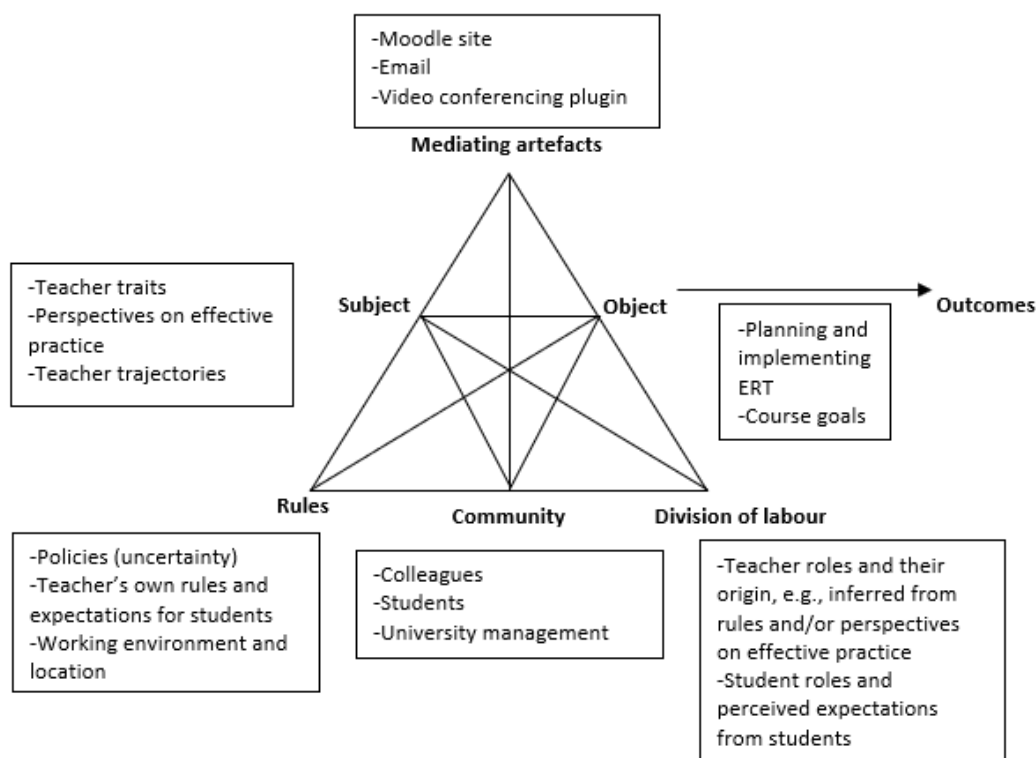 -Moodle site
-Email
-Video conferencing plugin
Mediating artefacts
-Teacher traits
-Perspectives on effective
practice
-Teacher trajectories
Subject
Object
Outcomes
-Planning and
implementing
ERT
-Course goals
Rules
Community
Division of labour
-Policies (uncertainty)
-Teacher’s own rules and
expectations for students
-Working environment and
location
-Colleagues
-Students
-University management
-Teacher roles and their
origin, e.g., inferred from
rules and/or perspectives
on effective practice
-Student roles and
perceived expectations
from students